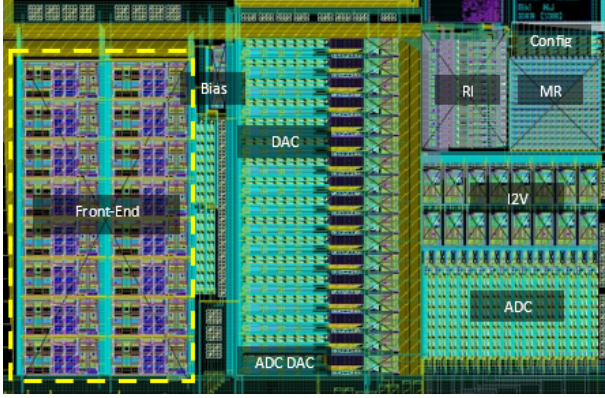 Config
Bias
RI
MR
DAC
I2V
Front-End
ADC
ADC DAC